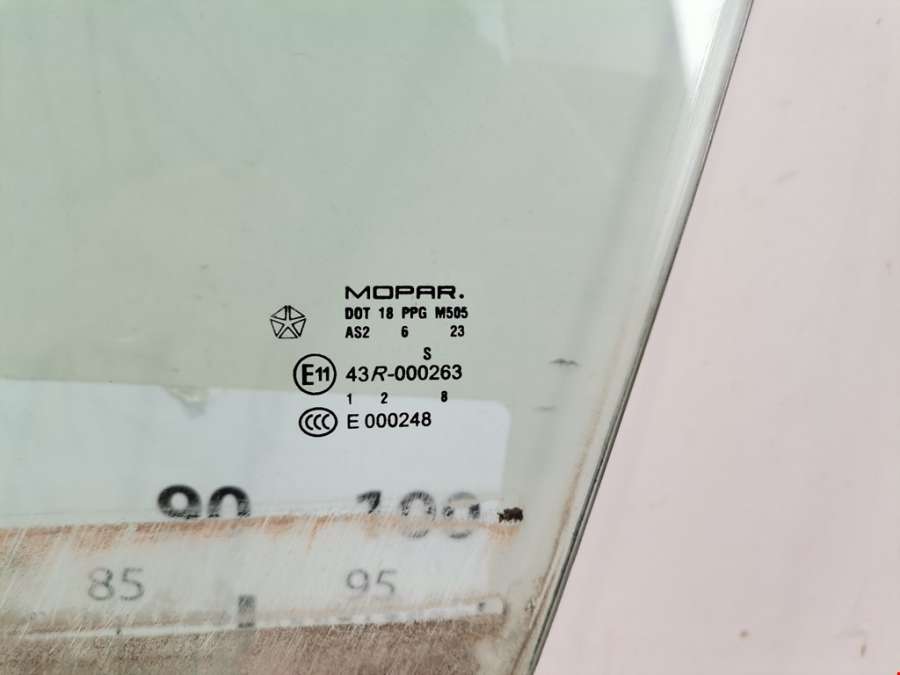 MOPAR.
DOT 18 PPG M505
AS2 6 23
S
E11 43R-000263
1 2 8
CCC E 000248
90 100
85 95